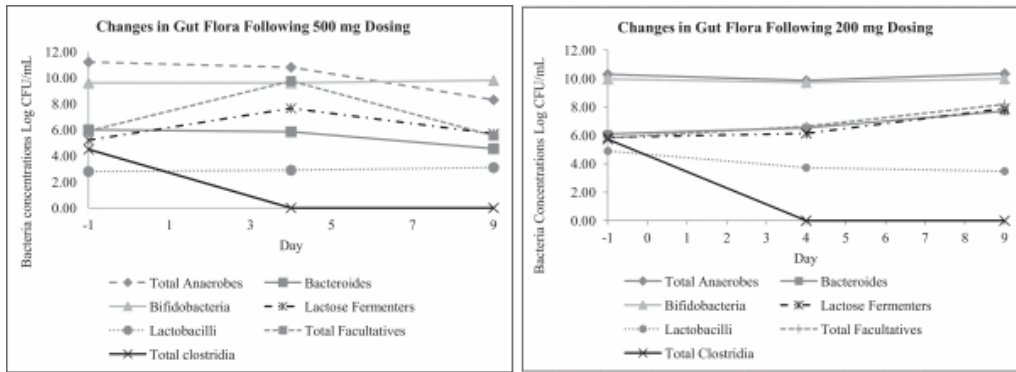 Changes in Gut Flora Following 500 mg Dosing
Bacteria concentrations Log CFU/mL
12.00
10.00
8.00
6.00
4.00
2.00
0.00
-1 1 3 5 7 9
Day
Total Anaerobes Bacteroides
Bifidobacteria Lactose Fermenters
Lactobacilli Total Facultatives
Total clostridia
Changes in Gut Flora Following 200 mg Dosing
Bacteria Concentrations Log CFU/mL
12.00
10.00
8.00
6.00
4.00
2.00
0.00
-1 0 1 2 3 4 5 6 7 8 9
Day
Total Anaerobes Bacteroides
Bifidobacteria Lactose Fermenters
Lactobacilli Total Facultatives
Total Clostridia